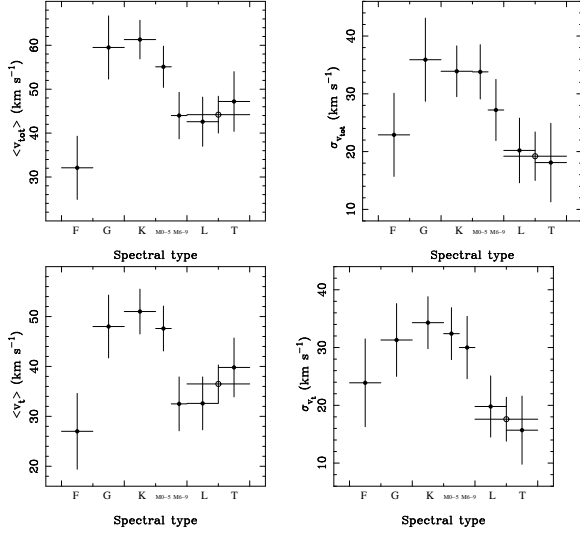 <v_tot> (km s⁻¹)
60
50
40
30
F G K M0−5 M6−9 L T
Spectral type
σ_v_tot (km s⁻¹)
40
30
20
10
F G K M0−5 M6−9 L T
Spectral type
<v_t> (km s⁻¹)
50
40
30
20
F G K M0−5 M6−9 L T
Spectral type
σ_v_t (km s⁻¹)
40
30
20
10
F G K M0−5 M6−9 L T
Spectral type